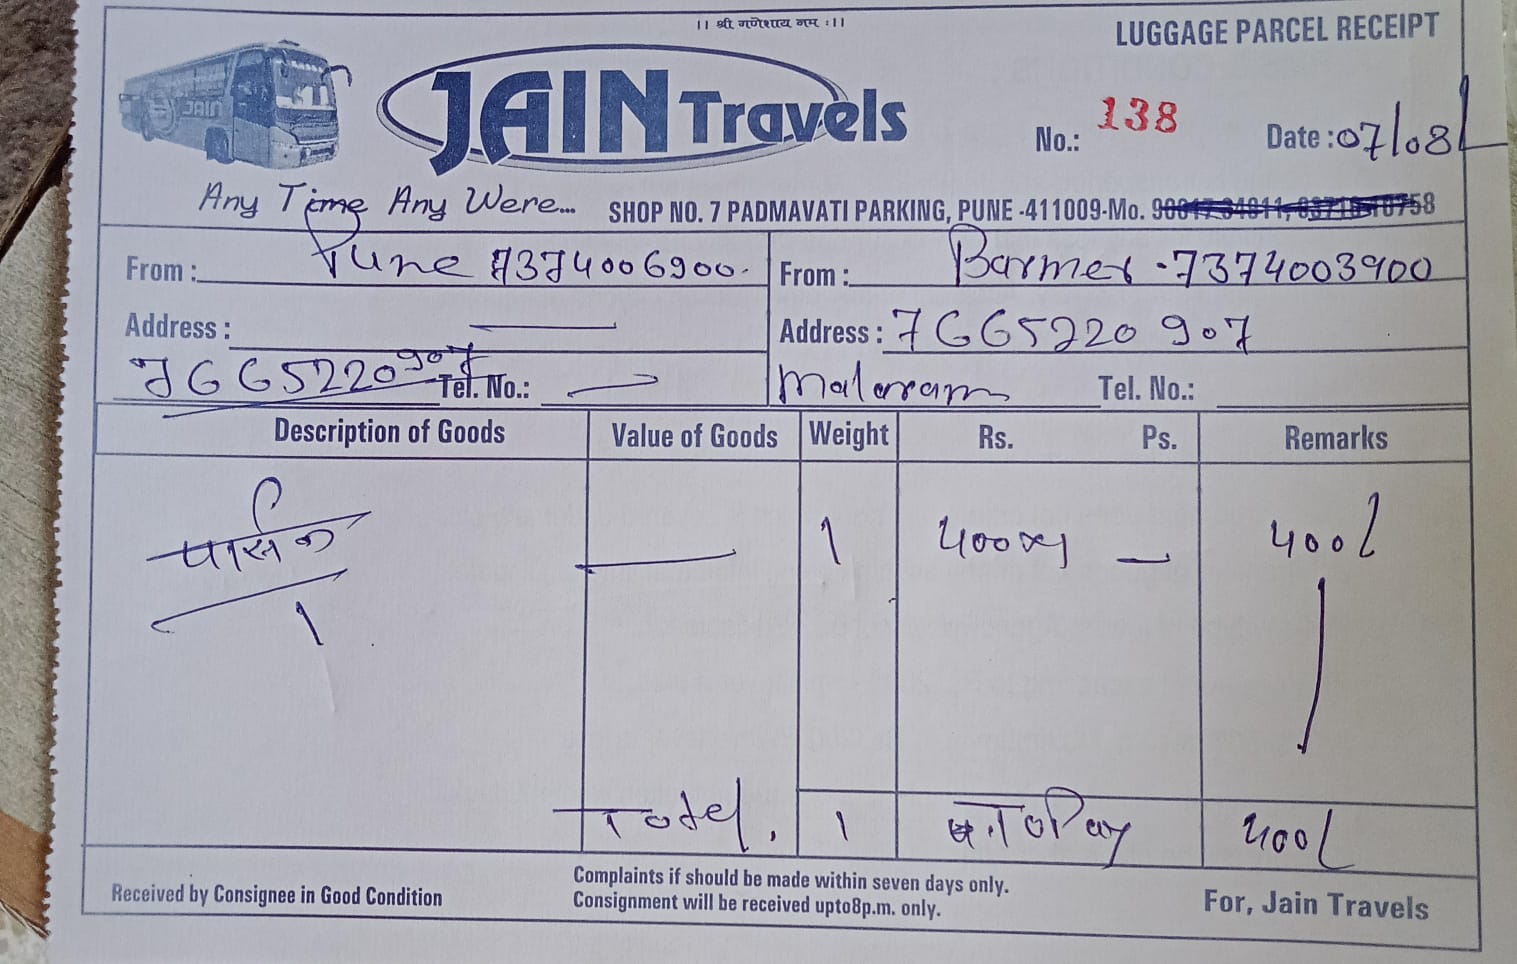 ।। श्री गणेशाय नमः ।।
LUGGAGE PARCEL RECEIPT
JAIN
JAIN Travels
No.: 138
Date : 07/08/
Any Time Any Were...
SHOP NO. 7 PADMAVATI PARKING, PUNE -411009-Mo.
From : Pune 7374006900.
From : Barmer - 7374003900
Address :
Address : 7665220907
7665220907 Tel. No.:
Malaram Tel. No.:
Description of Goods Value of Goods Weight Rs. Ps. Remarks
पार्सल 1 400 400/
1
Total. 1 To Pay 400/
Received by Consignee in Good Condition
Complaints if should be made within seven days only.
Consignment will be received upto8p.m. only.
For, Jain Travels